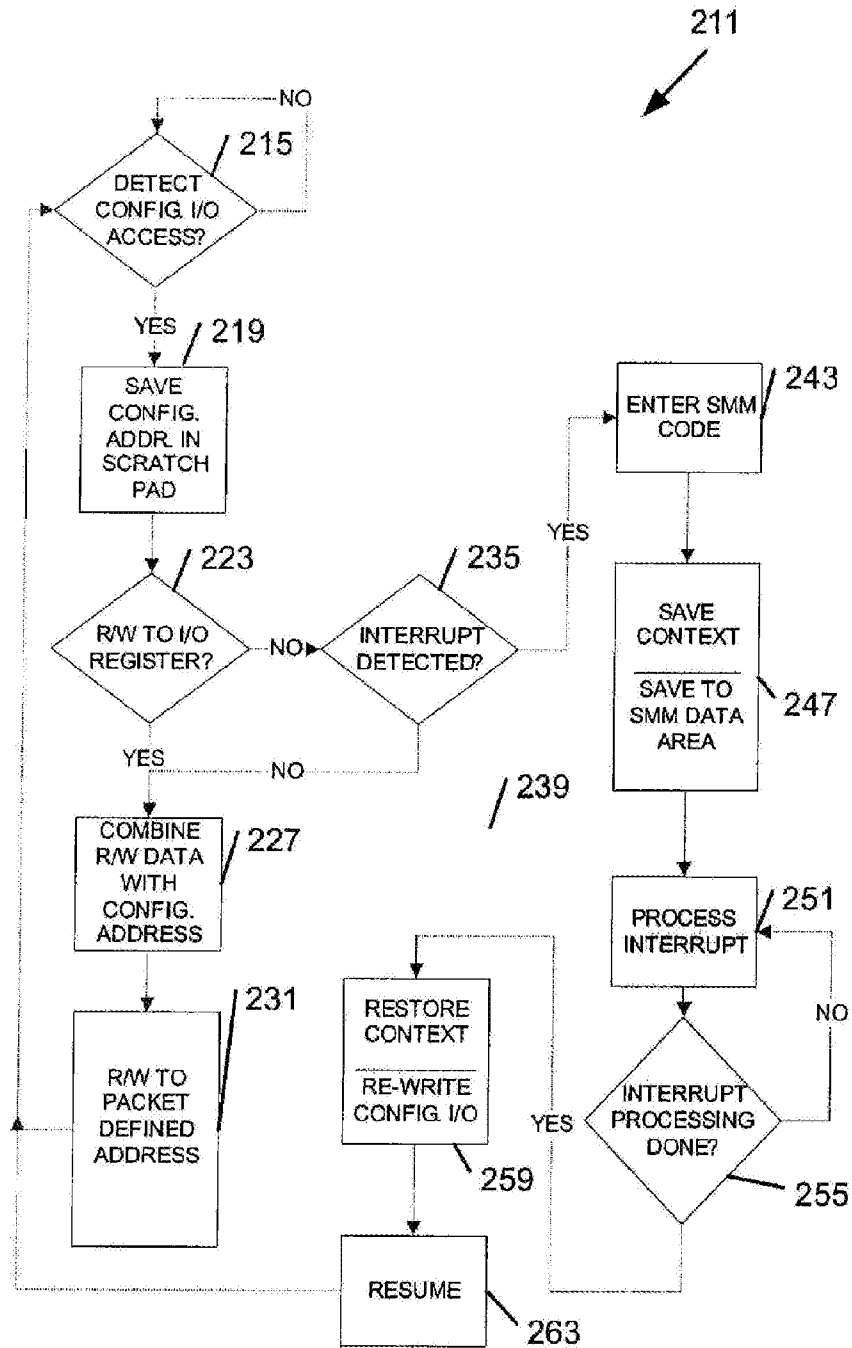 211
NO
215
DETECT
CONFIG. I/O
ACCESS?
YES
219
SAVE
CONFIG.
ADDR. IN
SCRATCH
PAD
243
ENTER SMM
CODE
YES
223
235
R/W TO I/O
REGISTER?
NO
INTERRUPT
DETECTED?
SAVE
CONTEXT
SAVE TO
SMM DATA
AREA
247
YES
NO
239
COMBINE
R/W DATA
WITH
CONFIG.
ADDRESS
227
251
PROCESS
INTERRUPT
NO
231
R/W TO
PACKET
DEFINED
ADDRESS
RESTORE
CONTEXT
RE-WRITE
CONFIG. I/O
259
YES
INTERRUPT
PROCESSING
DONE?
255
RESUME
263